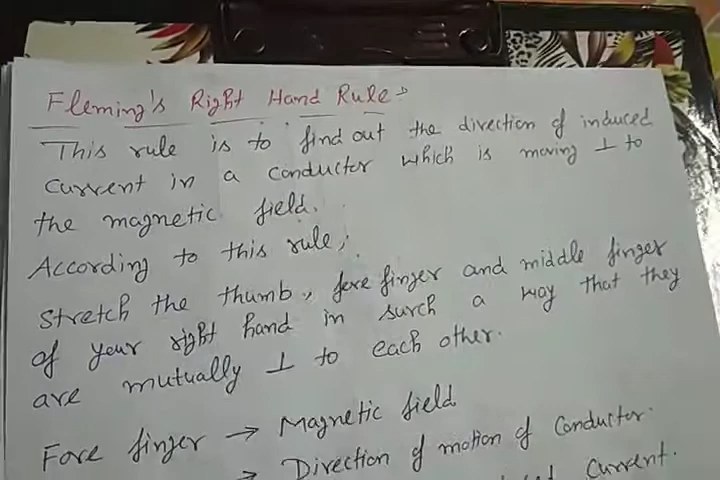 Fleming's Right Hand Rule →
This rule is to find out the direction of induced
current in a conductor which is moving ⊥ to
the magnetic field.
According to this rule;
stretch the thumb, fore finger and middle finger
of your right hand in surch a way that they
are mutually ⊥ to each other.
Fore finger → Magnetic field
→ Direction of motion of Conductor.
Current.